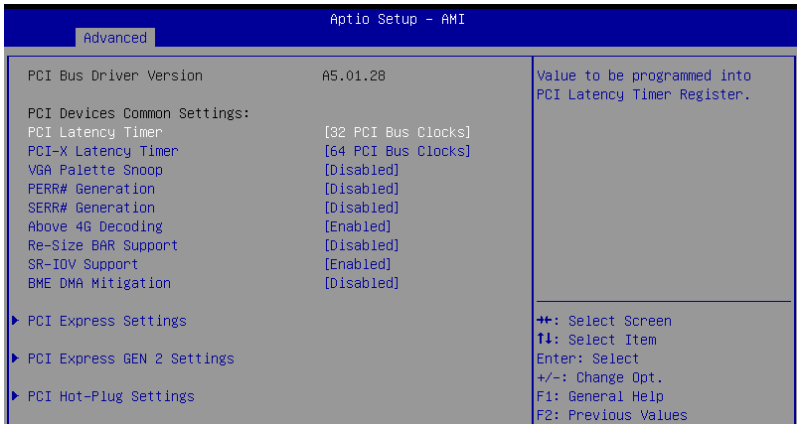 Aptio Setup – AMI
Advanced
PCI Bus Driver Version A5.01.28
PCI Devices Common Settings:
PCI Latency Timer [32 PCI Bus Clocks]
PCI-X Latency Timer [64 PCI Bus Clocks]
VGA Palette Snoop [Disabled]
PERR# Generation [Disabled]
SERR# Generation [Disabled]
Above 4G Decoding [Enabled]
Re-Size BAR Support [Disabled]
SR-IOV Support [Enabled]
BME DMA Mitigation [Disabled]
PCI Express Settings
PCI Express GEN 2 Settings
PCI Hot-Plug Settings
Value to be programmed into
PCI Latency Timer Register.
→←: Select Screen
↑↓: Select Item
Enter: Select
+/-: Change Opt.
F1: General Help
F2: Previous Values